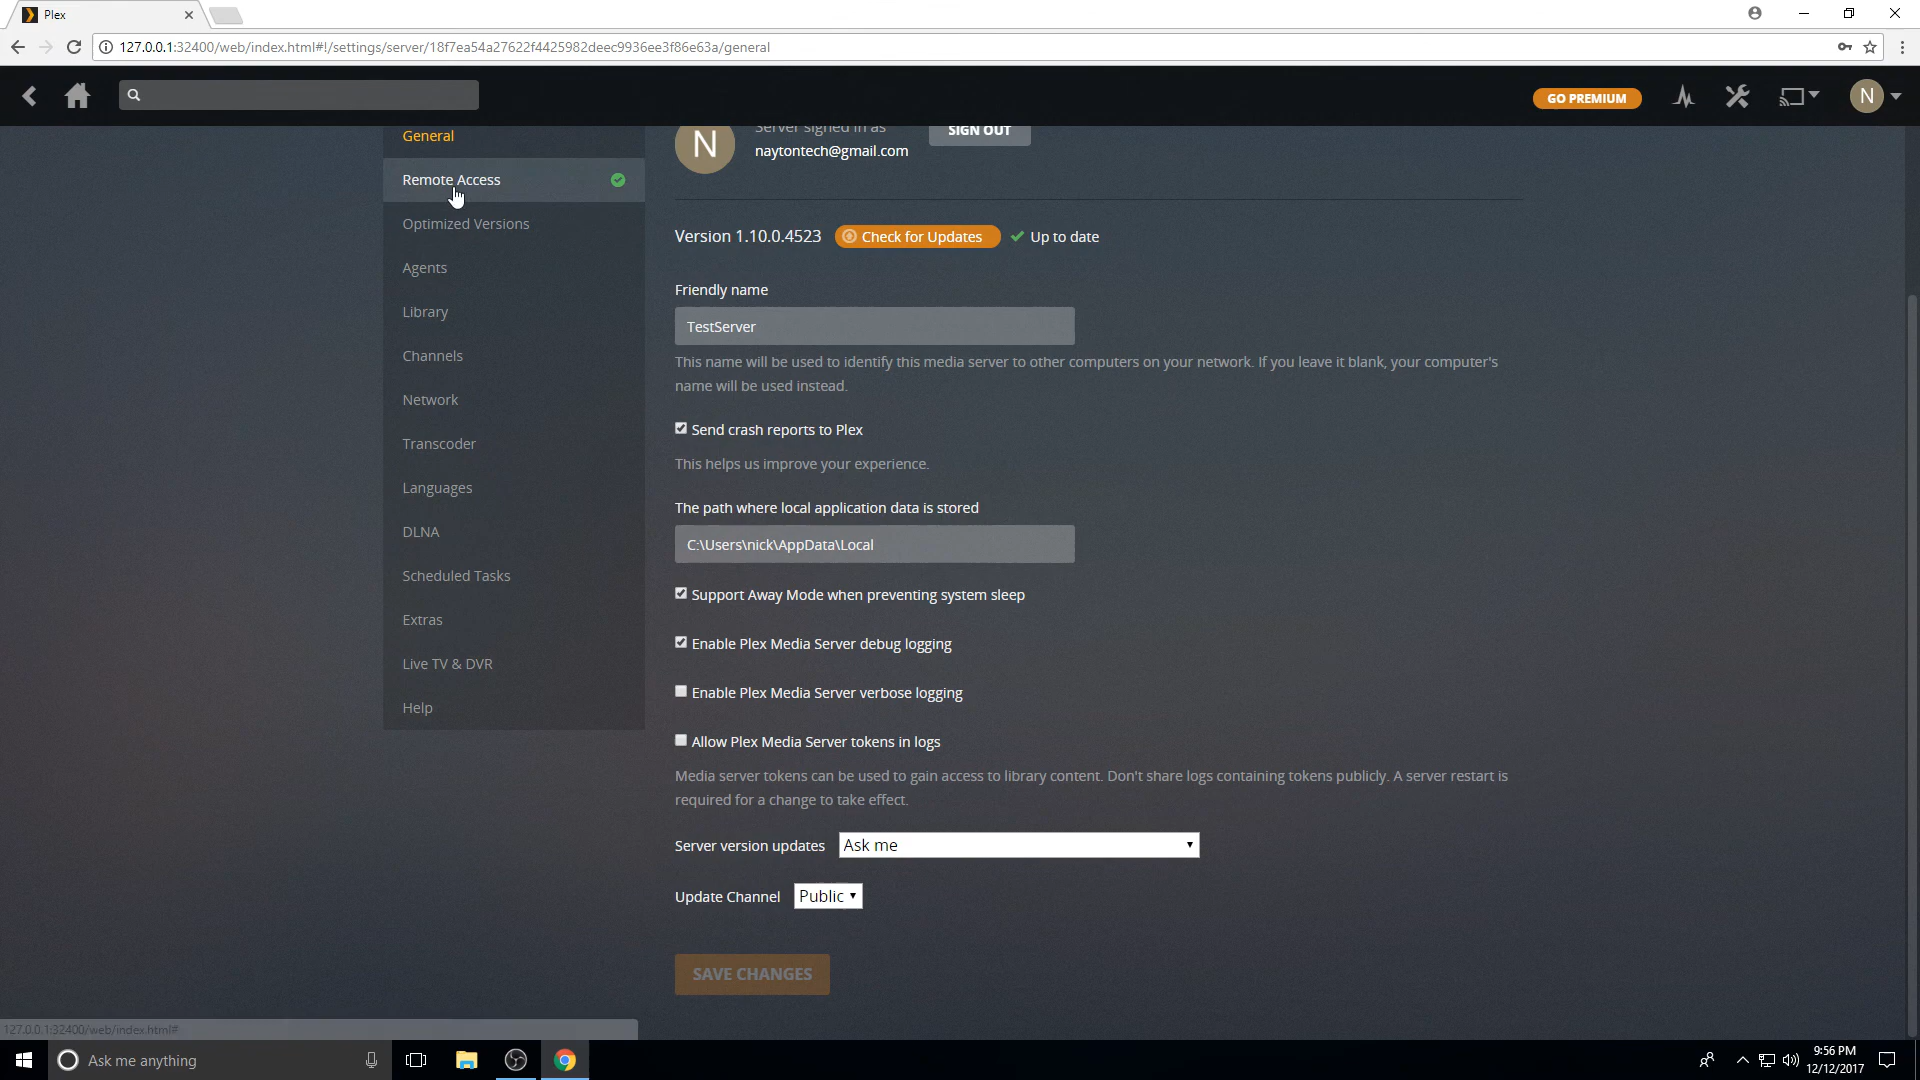 Plex
127.0.0.1:32400/web/index.html#!/settings/server/18f7ea54a27622f4425982deec9936ee3f86e63a/general
GO PREMIUM
N
General
Remote Access
Optimized Versions
Agents
Library
Channels
Network
Transcoder
Languages
DLNA
Scheduled Tasks
Extras
Live TV & DVR
Help
N
Server signed in as
naytontech@gmail.com
SIGN OUT
Version 1.10.0.4523
Check for Updates
Up to date
Friendly name
TestServer
This name will be used to identify this media server to other computers on your network. If you leave it blank, your computer's
name will be used instead.
Send crash reports to Plex
This helps us improve your experience.
The path where local application data is stored
C:\Users\nick\AppData\Local
Support Away Mode when preventing system sleep
Enable Plex Media Server debug logging
Enable Plex Media Server verbose logging
Allow Plex Media Server tokens in logs
Media server tokens can be used to gain access to library content. Don't share logs containing tokens publicly. A server restart is
required for a change to take effect.
Server version updates
Ask me
Update Channel
Public
SAVE CHANGES
127.0.0.1:32400/web/index.html#
Ask me anything
9:56 PM
12/12/2017